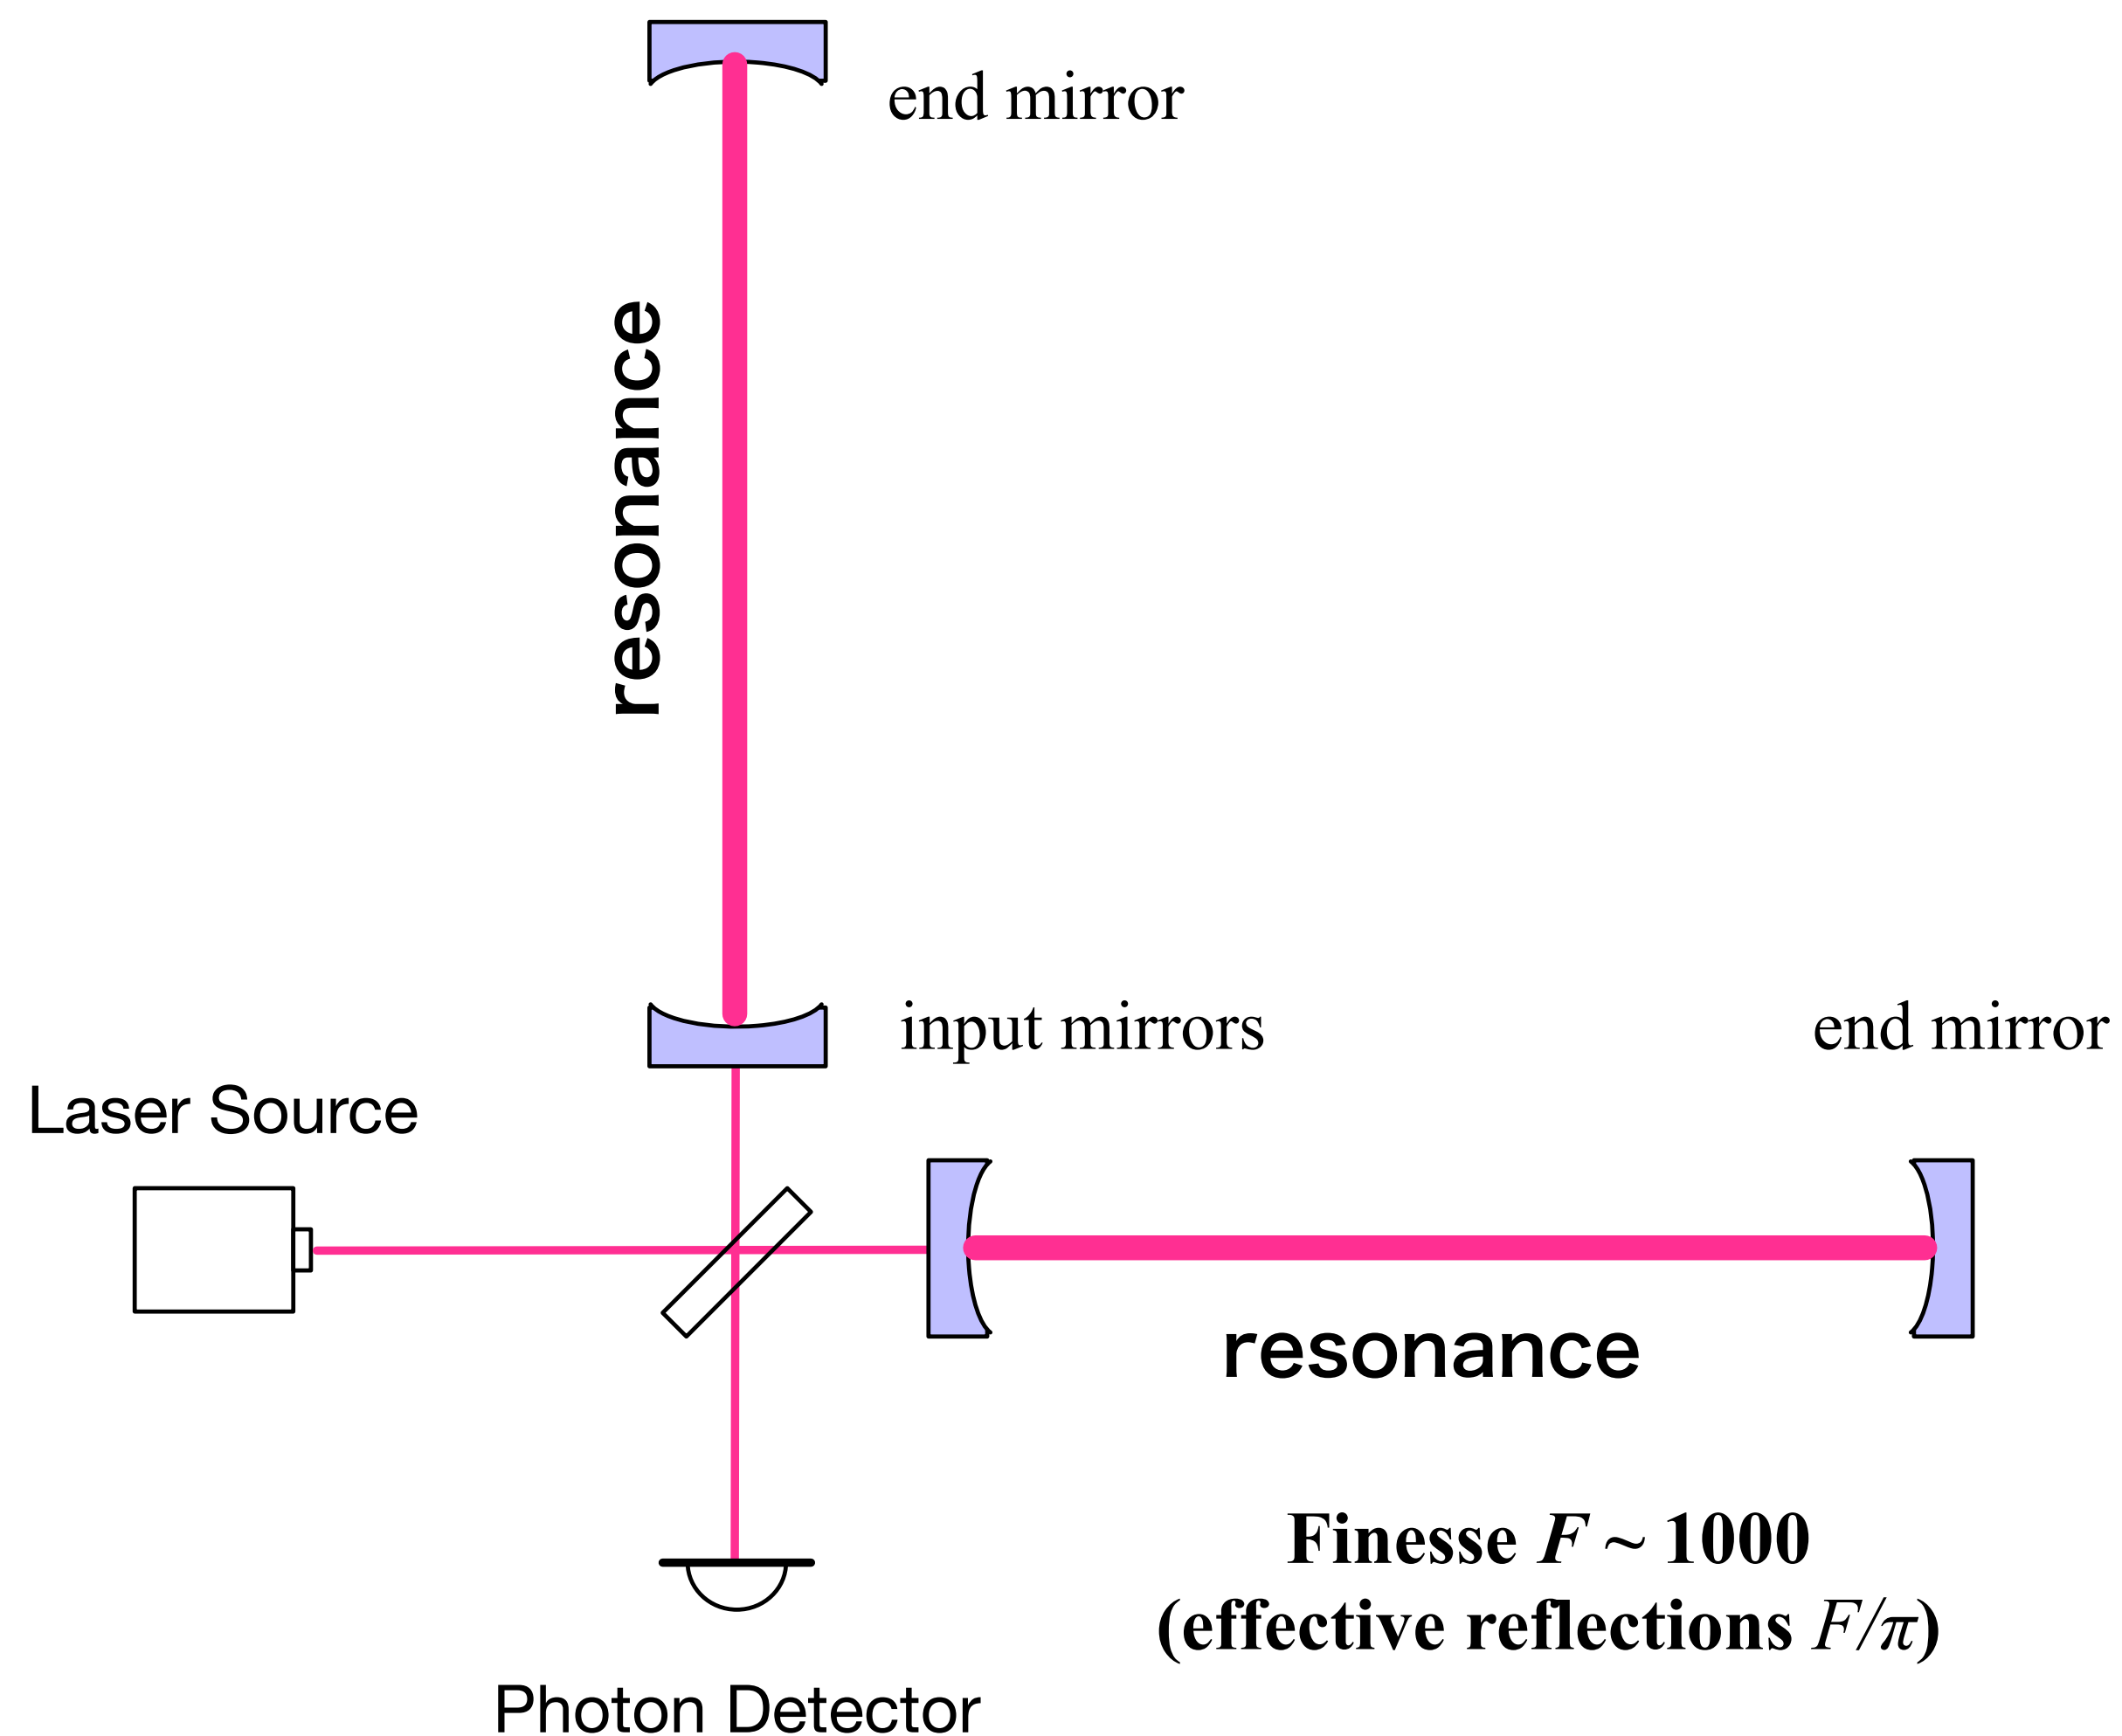 end mirror
resonance
input mirrors
end mirror
Laser Source
resonance
Finesse F ~ 1000
(effective reflections F/π)
Photon Detector